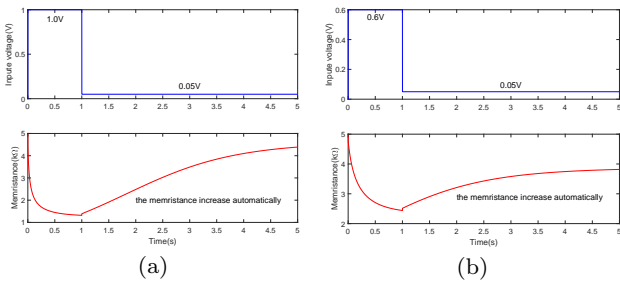 Inpute voltage(V)
1
0.5
0
1.0V
0.05V
0 0.5 1 1.5 2 2.5 3 3.5 4 4.5 5
Memristance(kΩ)
5
4
3
2
1
the memristance increase automatically
0 0.5 1 1.5 2 2.5 3 3.5 4 4.5 5
Time(s)
(a)
Inpute voltage(V)
0.6
0.4
0.2
0
0.6V
0.05V
0 0.5 1 1.5 2 2.5 3 3.5 4 4.5 5
Memristance(kΩ)
5
4
3
2
the memristance increase automatically
0 0.5 1 1.5 2 2.5 3 3.5 4 4.5 5
Time(s)
(b)